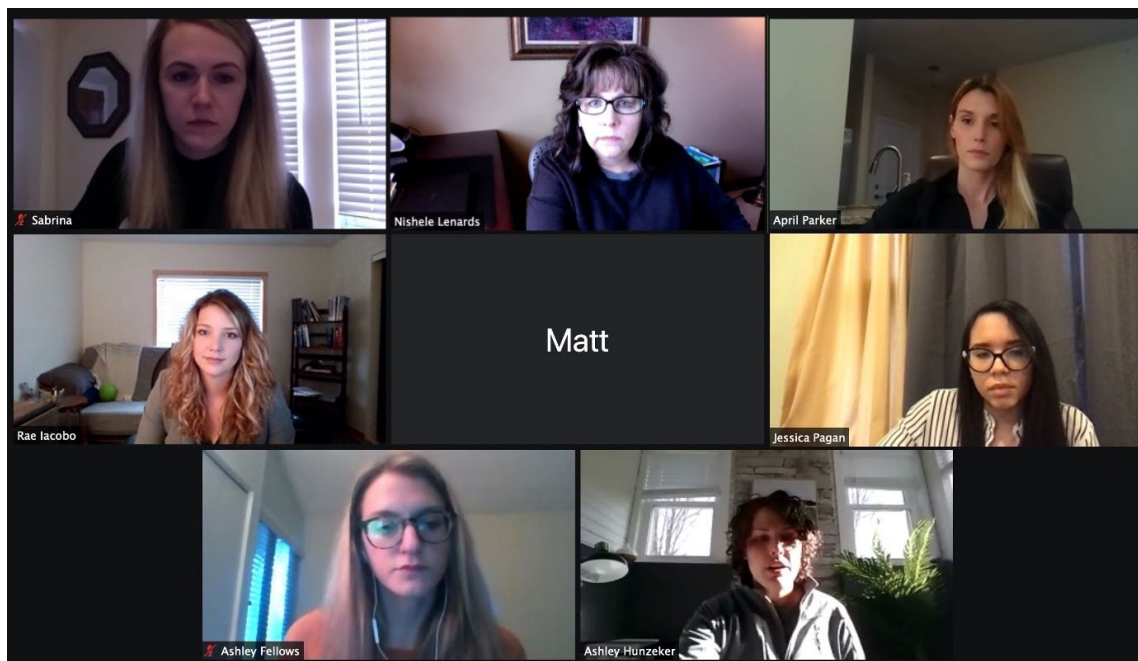 Sabrina
Nishele Lenards
April Parker
Rae Iacobo
Matt
Jessica Pagan
Ashley Fellows
Ashley Hunzeker